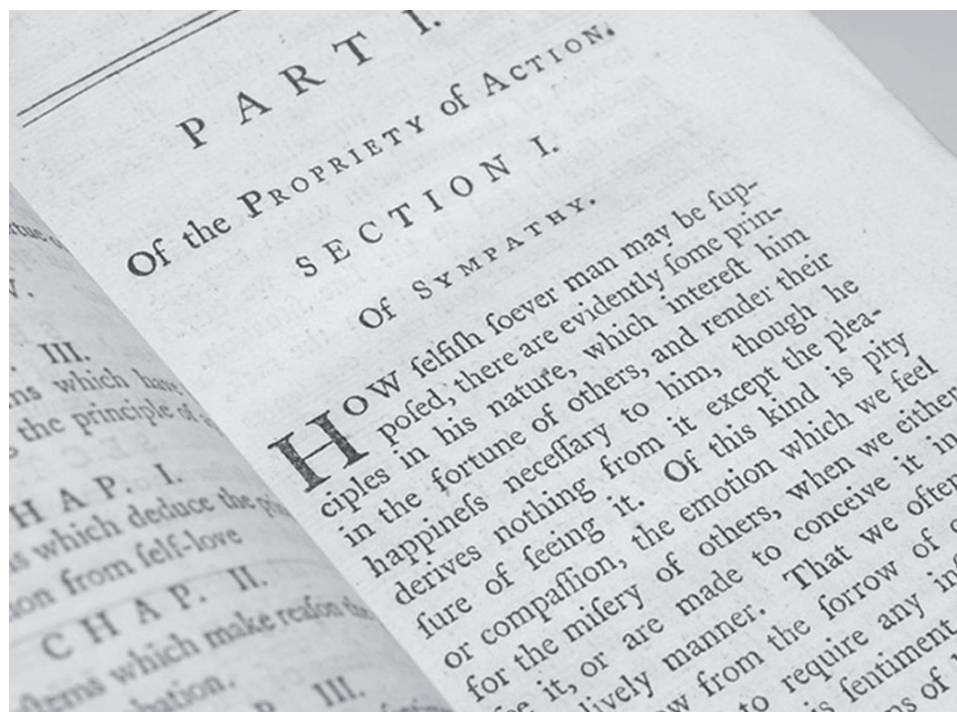 V.
III.
which have
the principle of
HAP. I.
which deduce the
from ſelf-love
CHAP. II.
which make reaſon the
III.
PART I.
Of the PROPRIETY of ACTION.
SECTION I.
Of SYMPATHY.
HOW ſelfiſh ſoever man may be ſup-
poſed, there are evidently ſome prin-
ciples in his nature, which intereſt him
in the fortune of others, and render their
happineſs neceſſary to him, though he
derives nothing from it except the plea-
ſure of ſeeing it. Of this kind is pity
or compaſſion, the emotion which we feel
for the miſery of others, when we either
it, or are made to conceive it in
lively manner. That we often
from the ſorrow of
to require any
ſentiment
of